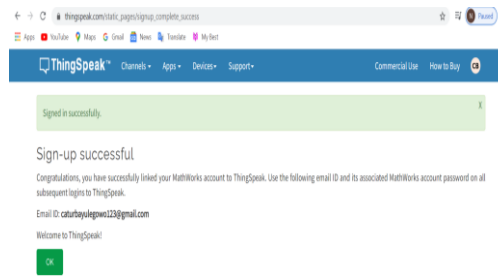 thingspeak.com/static_pages/signup_complete_success
Paused
Apps YouTube Maps Gmail News Translate My Best
ThingSpeak™ Channels Apps Devices Support Commercial Use How to Buy CB
Signed in successfully. X
Sign-up successful
Congratulations, you have successfully linked your MathWorks account to ThingSpeak. Use the following email ID and its associated MathWorks account password on all
subsequent logins to ThingSpeak.
Email ID: caturbayulegowo123@gmail.com
Welcome to ThingSpeak!
OK